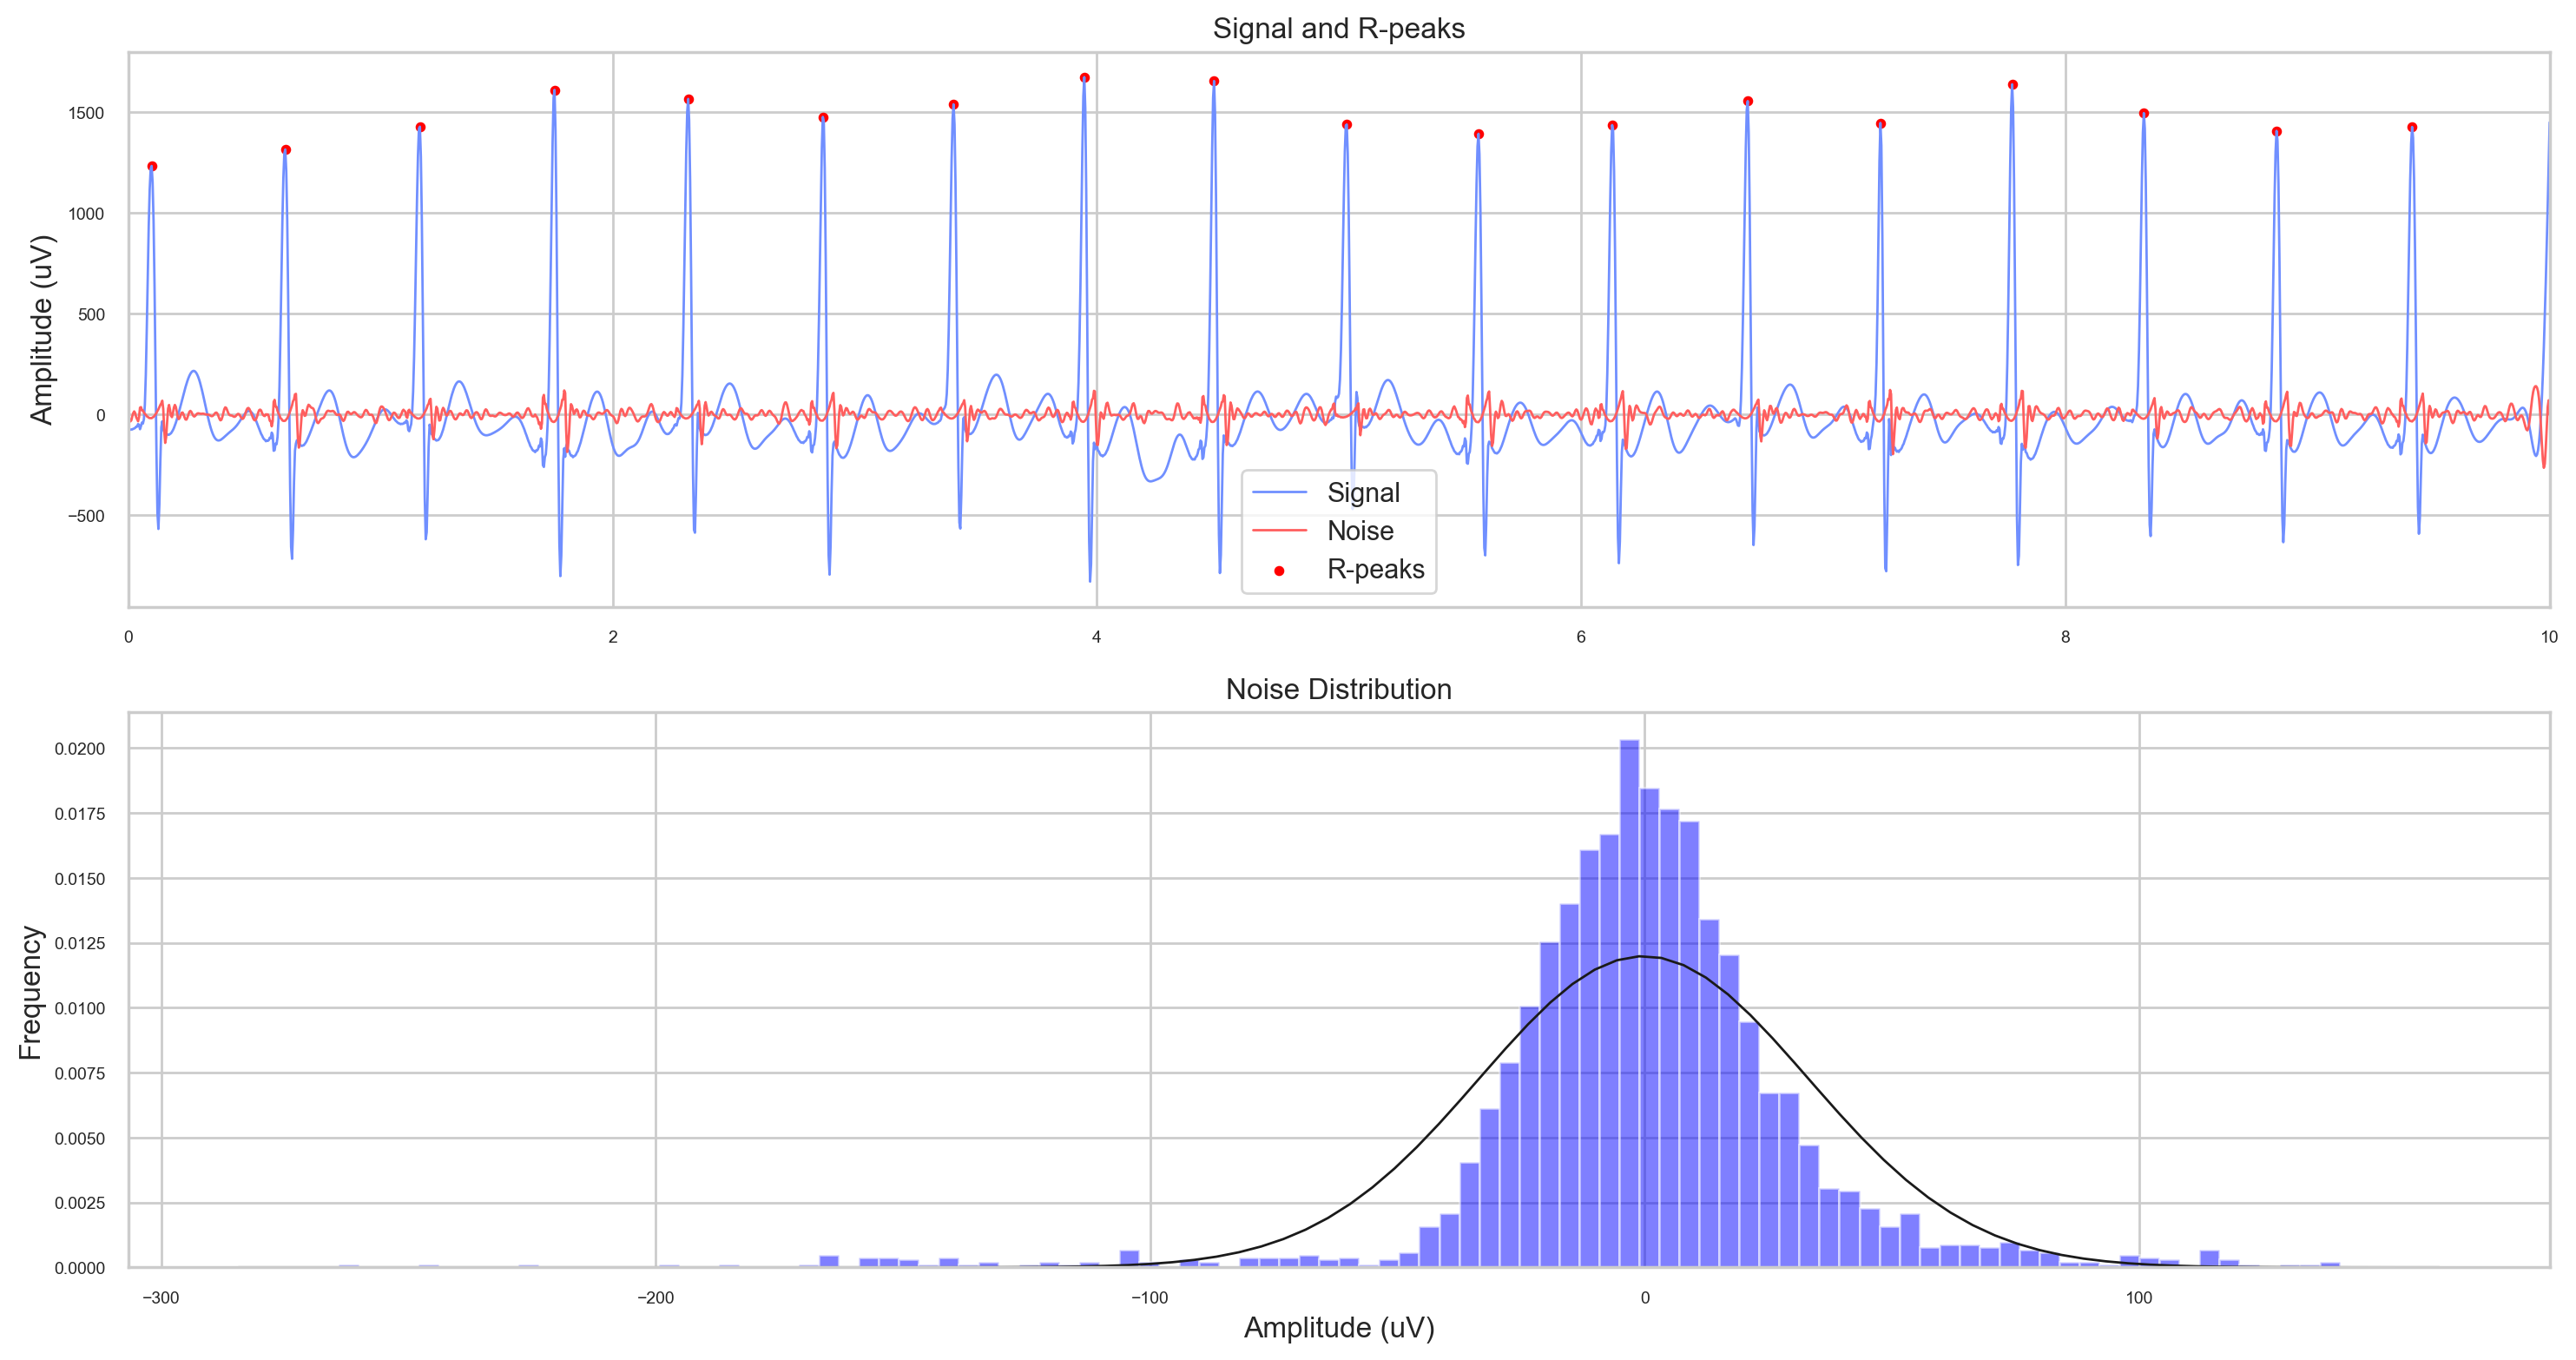 Signal and R-peaks
Amplitude (uV)
1500
1000
500
0
−500
Signal
Noise
R-peaks
0 2 4 6 8 10
Noise Distribution
Frequency
0.0200
0.0175
0.0150
0.0125
0.0100
0.0075
0.0050
0.0025
0.0000
−300 −200 −100 0 100
Amplitude (uV)